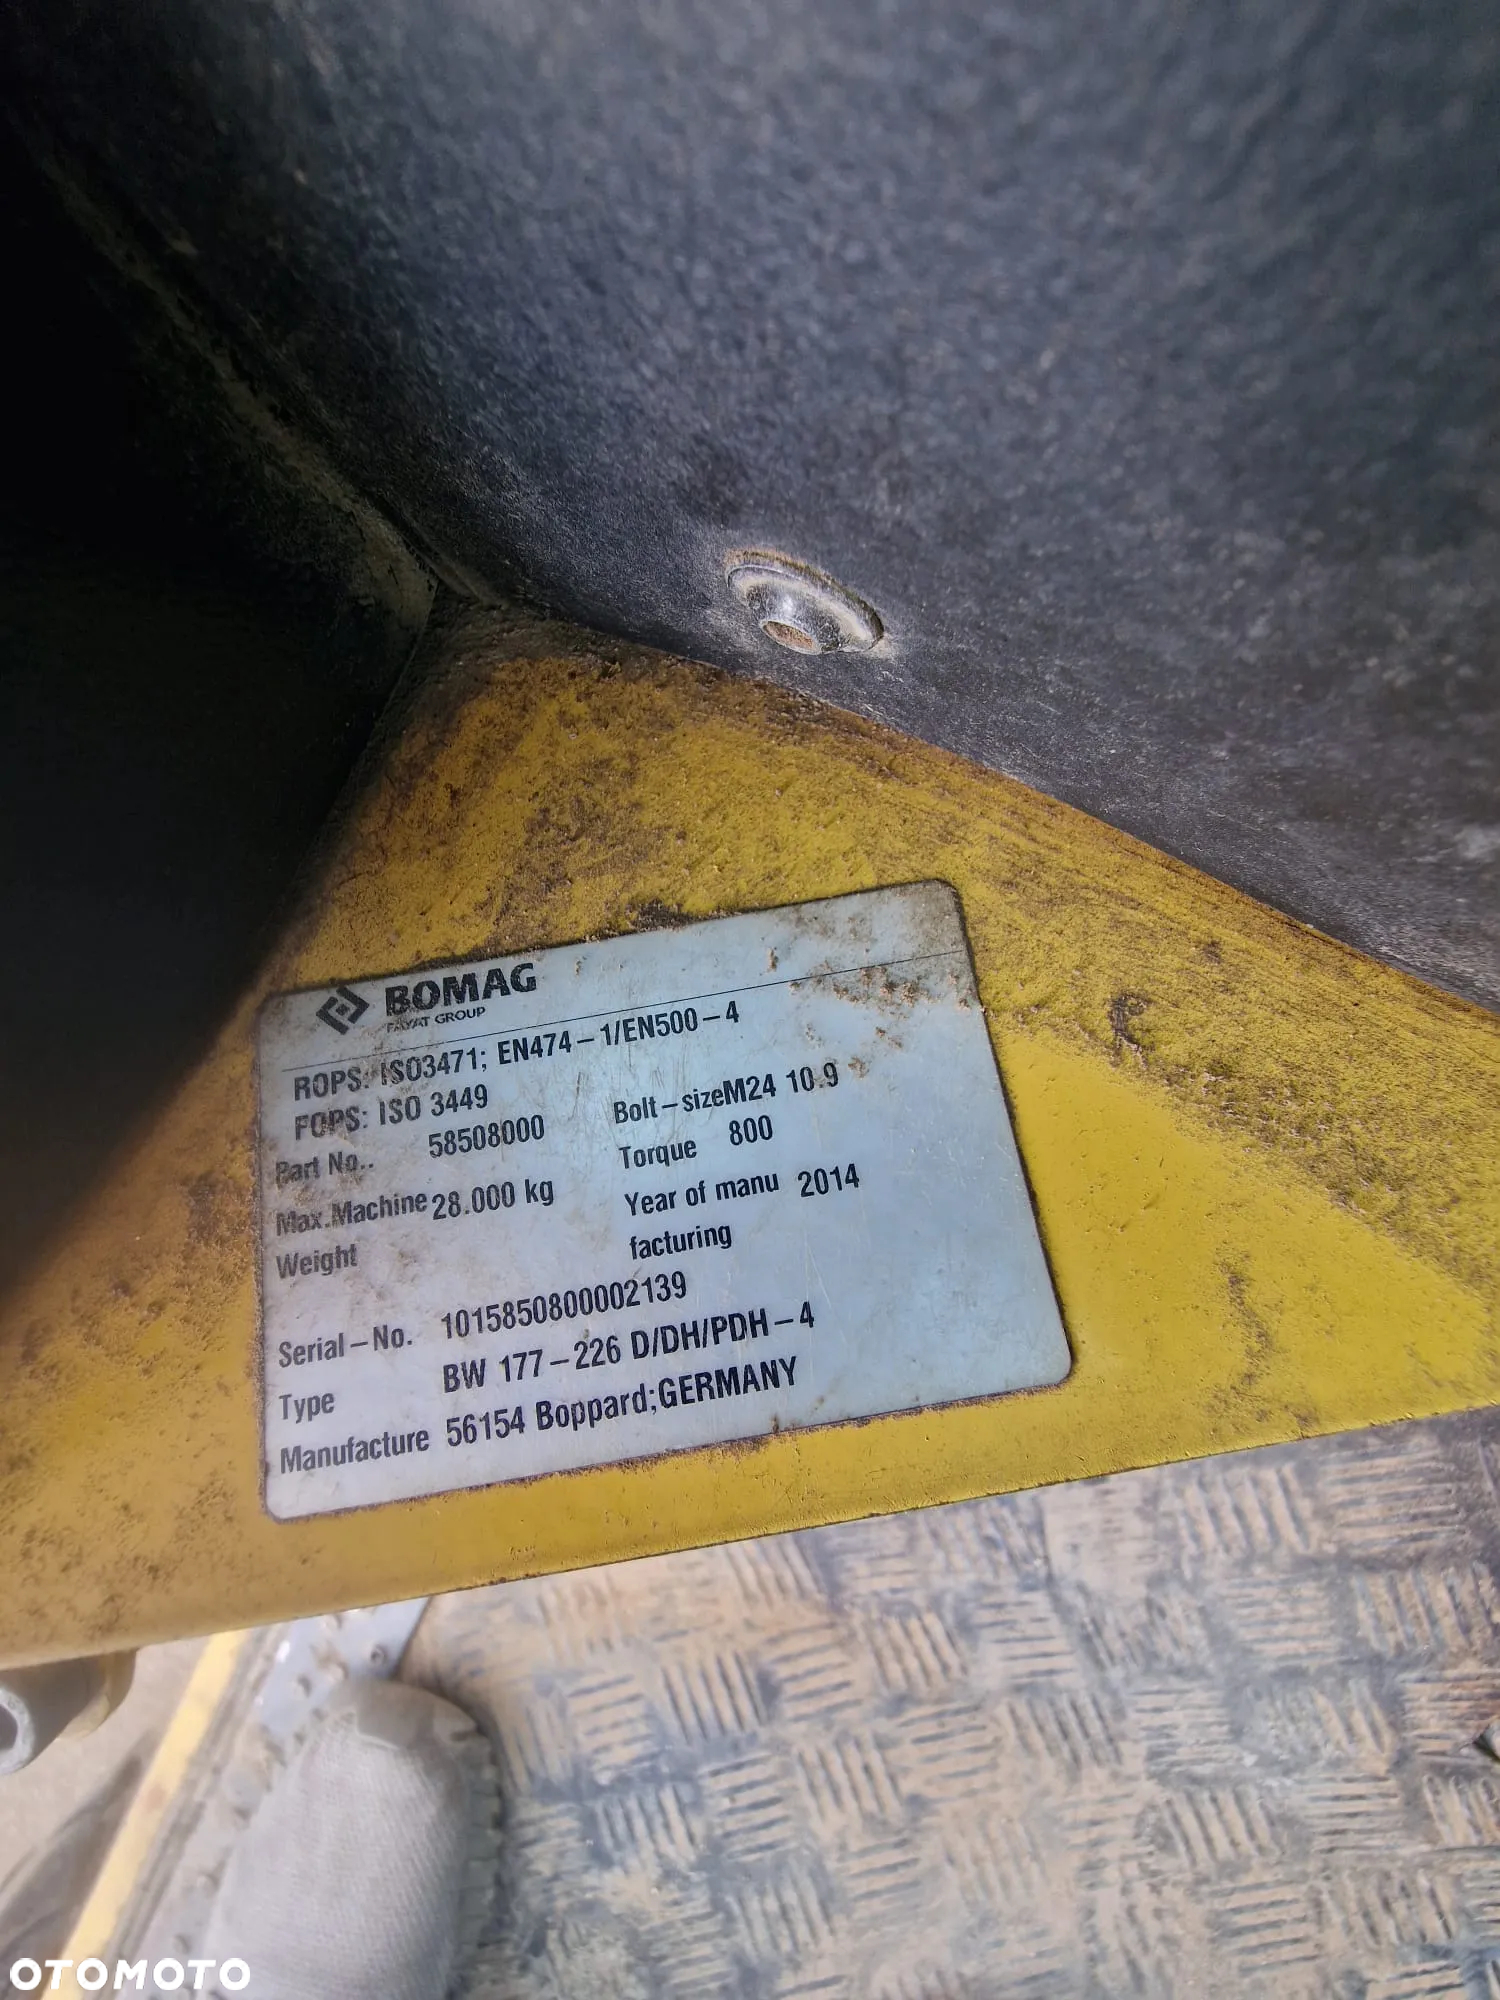 BOMAG
FAYAT GROUP
ROPS: ISO3471; EN474-1/EN500-4
FOPS: ISO 3449
Part No.. 58508000 Bolt-sizeM24 10.9
Max.Machine 28.000 kg Torque 800
Weight Year of manu 2014
facturing
Serial-No. 1015850800002139
Type BW 177-226 D/DH/PDH-4
Manufacture 56154 Boppard;GERMANY
OTOMOTO